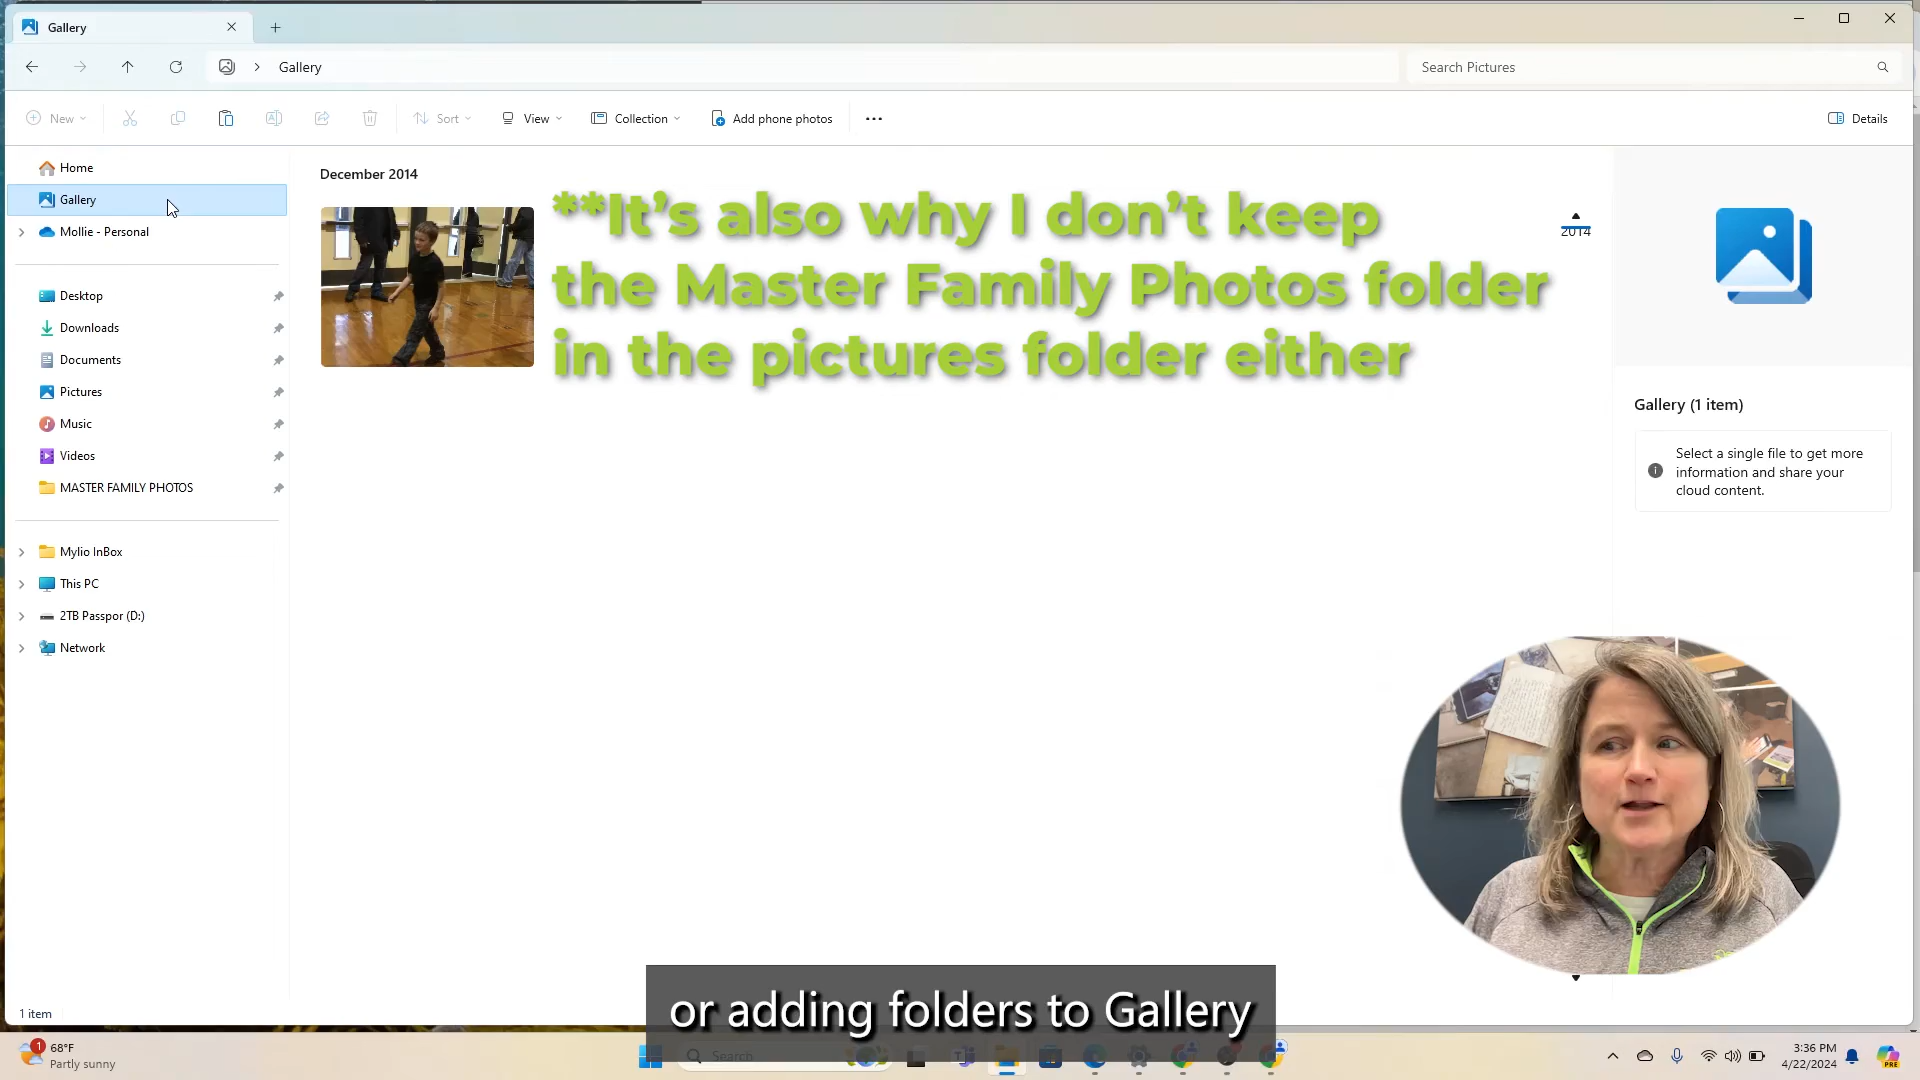 Gallery
Gallery
Search Pictures
New
Sort
View
Collection
Add phone photos
Details
Home
Gallery
Mollie - Personal
Desktop
Downloads
Documents
Pictures
Music
Videos
MASTER FAMILY PHOTOS
Mylio InBox
This PC
2TB Passpor (D:)
Network
December 2014
**It's also why I don't keep
the Master Family Photos folder
in the pictures folder either
2014
Gallery (1 item)
Select a single file to get more
information and share your
cloud content.
1 item
or adding folders to Gallery
1
68°F
Partly sunny
Search
3:36 PM
4/22/2024
PRE